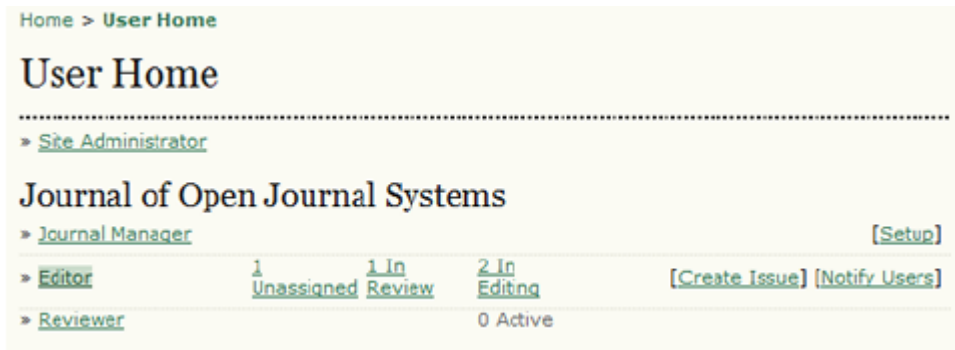 Home > User Home
User Home
» Site Administrator
Journal of Open Journal Systems
» Journal Manager [Setup]
» Editor 1 Unassigned 1 In Review 2 In Editing [Create Issue] [Notify Users]
» Reviewer 0 Active